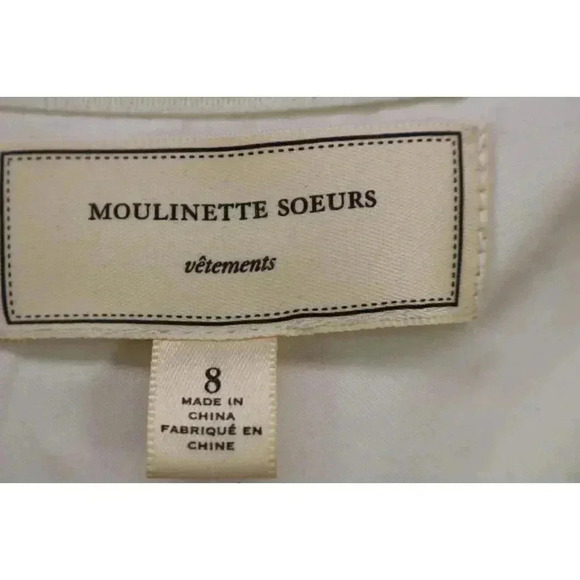 MOULINETTE SOEURS
vêtements
8
MADE IN
CHINA
FABRIQUÉ EN
CHINE